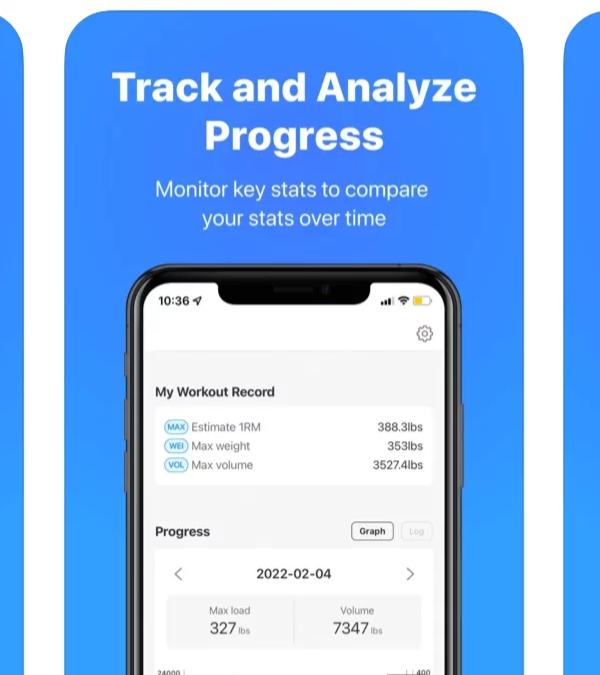 Track and Analyze
Progress
Monitor key stats to compare
your stats over time
10:36
My Workout Record
MAX Estimate 1RM 388.3lbs
WEI Max weight 353lbs
VOL Max volume 3527.4lbs
Progress Graph Log
2022-02-04
Max load Volume
327 lbs 7347 lbs
24000 400